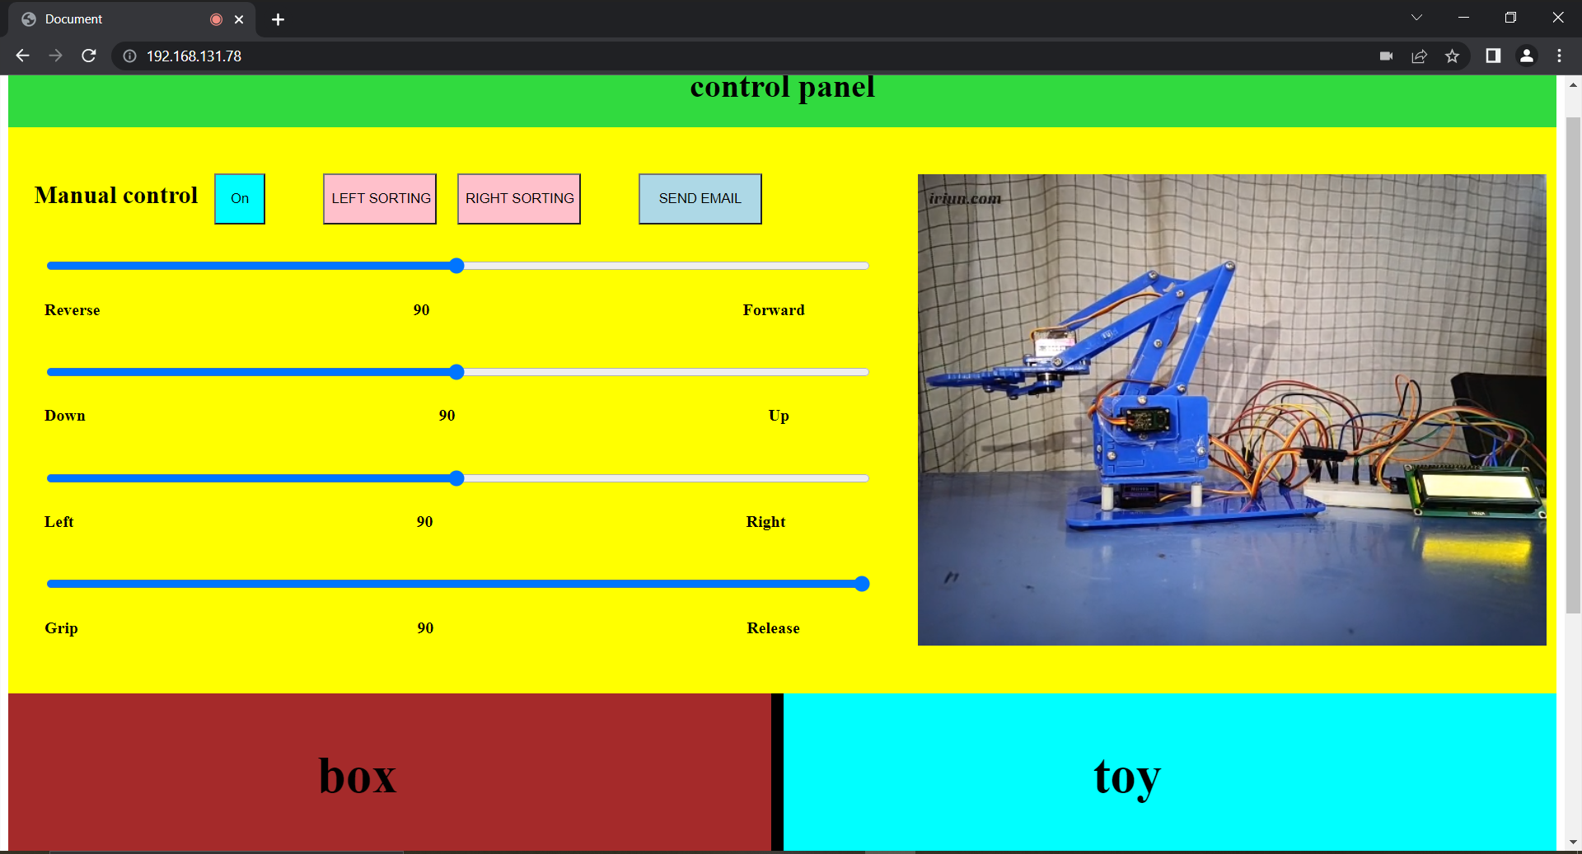 Document
192.168.131.78
control panel
Manual control
On
LEFT SORTING
RIGHT SORTING
SEND EMAIL
iriun.com
Reverse 90 Forward
Down 90 Up
Left 90 Right
Grip 90 Release
box
toy